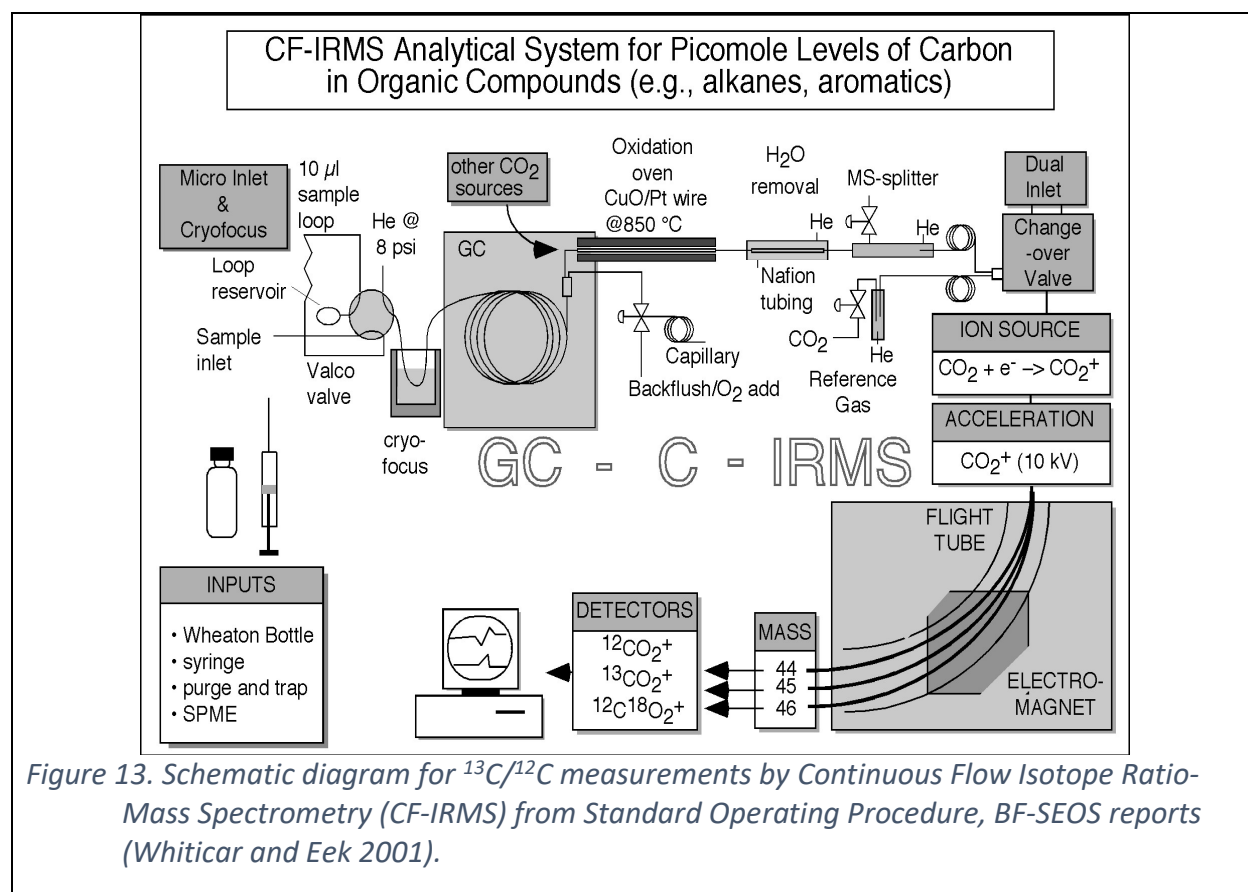 CF-IRMS Analytical System for Picomole Levels of Carbon
in Organic Compounds (e.g., alkanes, aromatics)
Micro Inlet
&
Cryofocus
10 µl
sample
loop
He @
8 psi
Loop
reservoir
Sample
inlet
Valco
valve
cryo-
focus
other CO2
sources
GC
Oxidation
oven
CuO/Pt wire
@850 °C
H2O
removal
He
Nafion
tubing
MS-splitter
He
Capillary
Backflush/O2 add
CO2
He
Reference
Gas
Dual
Inlet
Change
-over
Valve
ION SOURCE
CO2 + e- –> CO2+
ACCELERATION
CO2+ (10 kV)
GC - C - IRMS
FLIGHT
TUBE
ELECTRO-
MAGNET
INPUTS
• Wheaton Bottle
• syringe
• purge and trap
• SPME
DETECTORS
12CO2+
13CO2+
12C18O2+
MASS
44
45
46
Figure 13. Schematic diagram for 13C/12C measurements by Continuous Flow Isotope Ratio-
Mass Spectrometry (CF-IRMS) from Standard Operating Procedure, BF-SEOS reports
(Whiticar and Eek 2001).